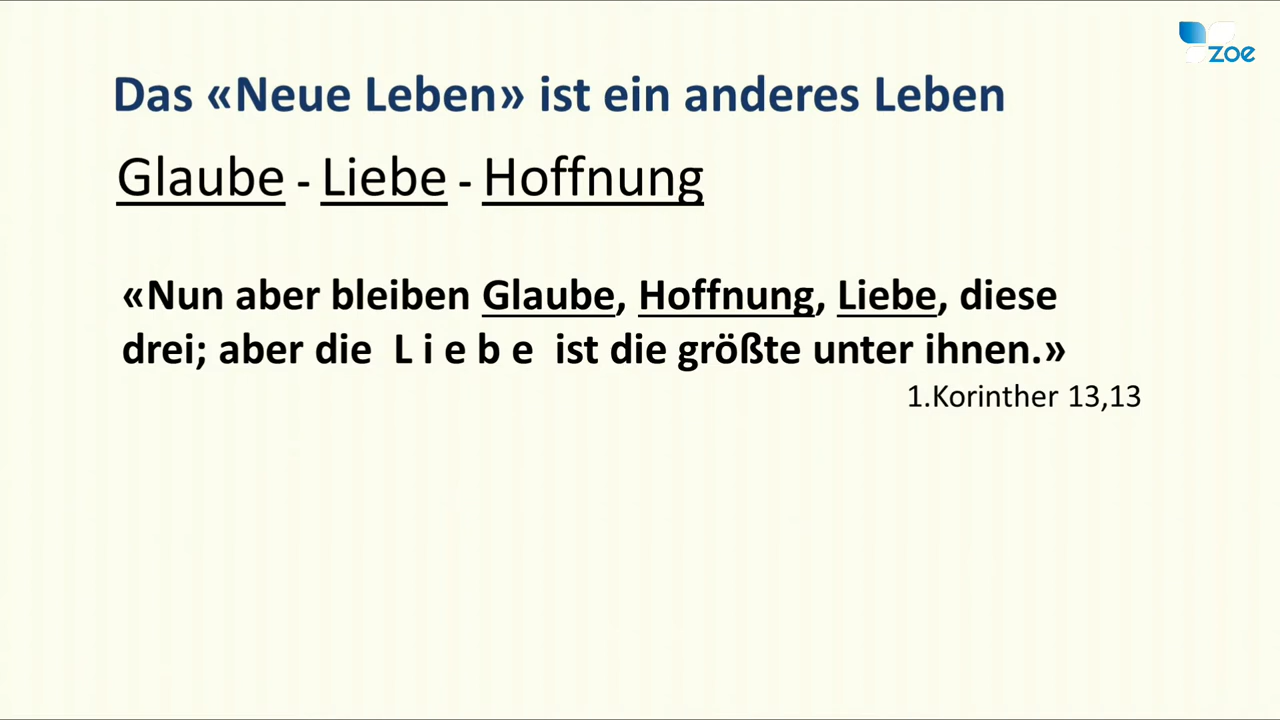 zoe
Das «Neue Leben» ist ein anderes Leben
Glaube - Liebe - Hoffnung
«Nun aber bleiben Glaube, Hoffnung, Liebe, diese
drei; aber die L i e b e ist die größte unter ihnen.»
1.Korinther 13,13